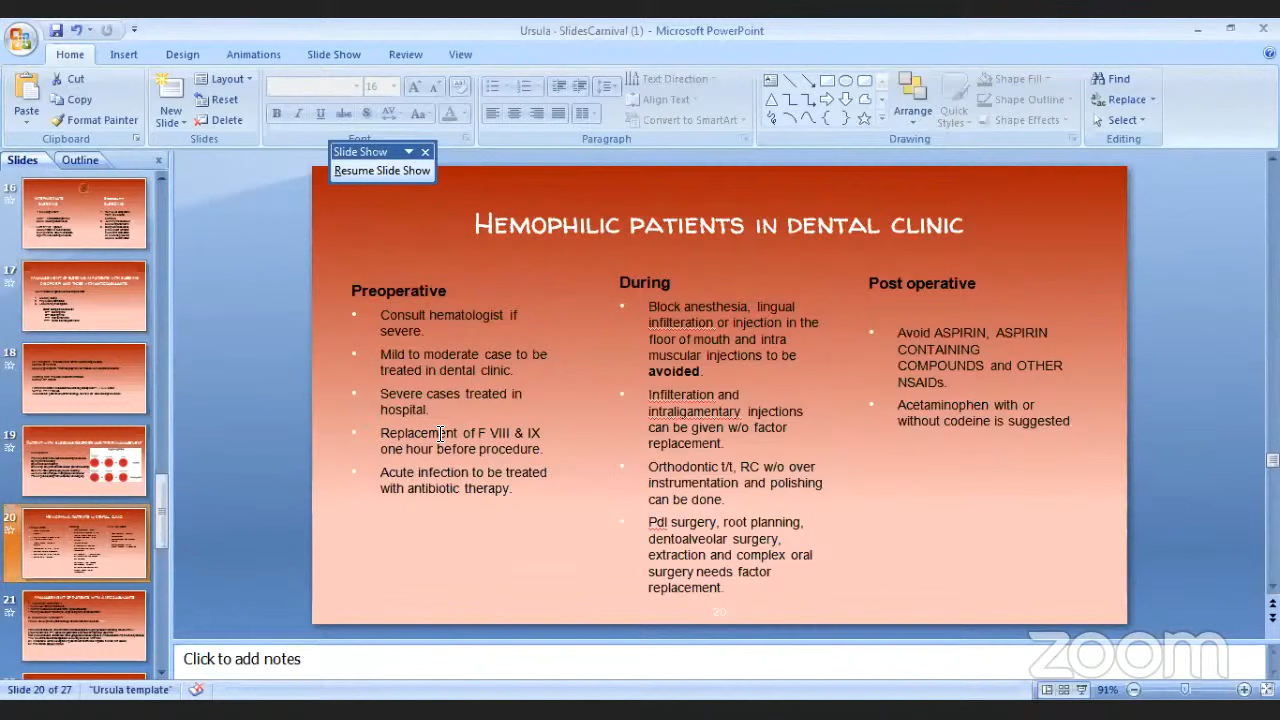 Ursula - SlidesCarnival (1) - Microsoft PowerPoint
Home Insert Design Animations Slide Show Review View
Paste
Cut
Copy
Format Painter
Clipboard
New Slide
Layout
Reset
Delete
Slides
16
Font
Paragraph
Text Direction
Align Text
Convert to SmartArt
Arrange
Quick Styles
Shape Fill
Shape Outline
Shape Effects
Drawing
Find
Replace
Select
Editing
Slides Outline
Slide Show
Resume Slide Show
16
17
18
19
20
21
Hemophilic patients in dental clinic
Preoperative
Consult hematologist if
severe.
Mild to moderate case to be
treated in dental clinic.
Severe cases treated in
hospital.
Replacement of F VIII & IX
one hour before procedure.
Acute infection to be treated
with antibiotic therapy.
During
Block anesthesia, lingual
infilteration or injection in the
floor of mouth and intra
muscular injections to be
avoided.
Infilteration and
intraligamentary injections
can be given w/o factor
replacement.
Orthodontic t/t, RC w/o over
instrumentation and polishing
can be done.
Pdl surgery, root planning,
dentoalveolar surgery,
extraction and complex oral
surgery needs factor
replacement.
Post operative
Avoid ASPIRIN, ASPIRIN
CONTAINING
COMPOUNDS and OTHER
NSAIDs.
Acetaminophen with or
without codeine is suggested
20
Click to add notes
zoom
Slide 20 of 27 "Ursula template" 91%